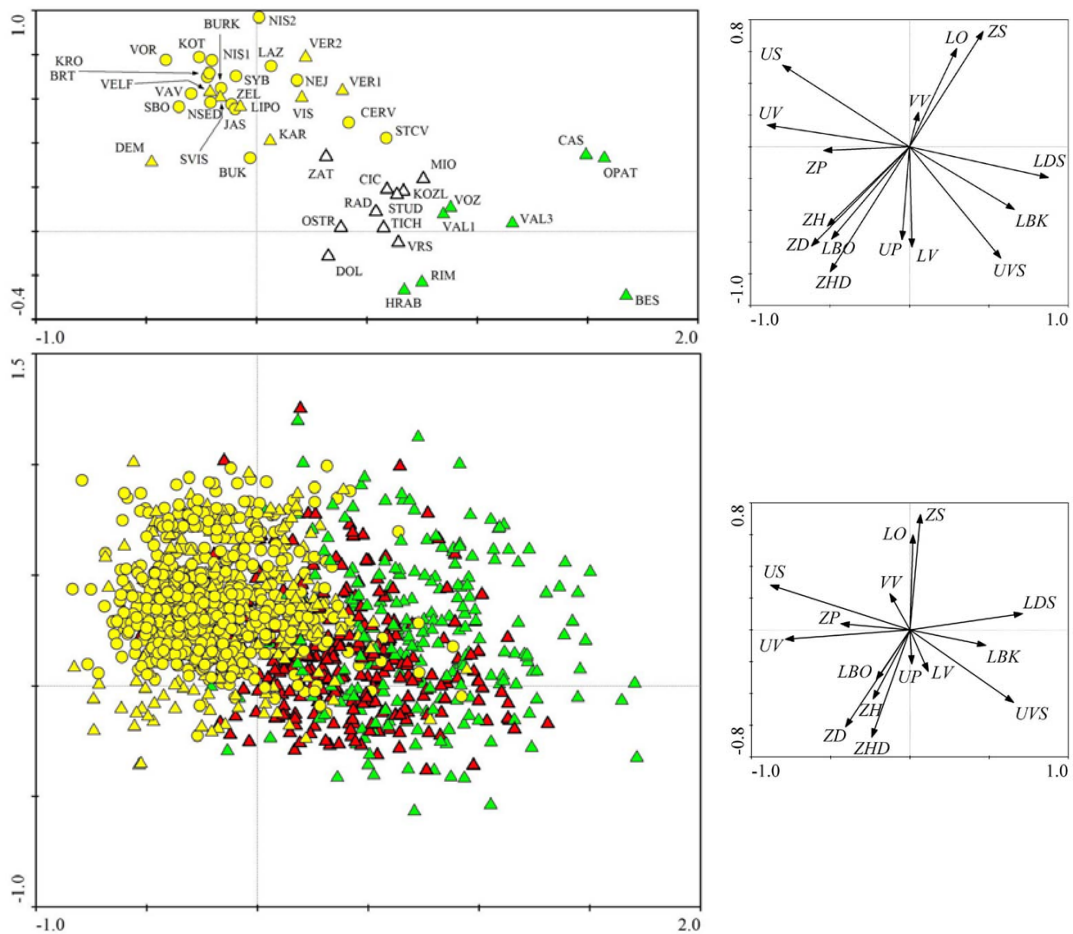 1.0
NIS2
BURK
VOR
KOT
NIS1
LAZ
VER2
KRO
BRT
SYB
NEJ
VER1
VELF
VAV
ZEL
SBO
NSED
LIPO
VIS
CERV
JAS
STCV
DEM
SVIS
KAR
CAS
BUK
ZAT
MIO
OPAT
CIC
KOZL
RAD
STUD
VOZ
OSTR
TICH
VAL1
VAL3
VRS
DOL
RIM
HRAB
BES
-0.4
-1.0
2.0
0.8
ZS
LO
US
VV
UV
ZP
LDS
ZH
LBK
ZD
LBO
UP
LV
UVS
ZHD
-1.0
-1.0
1.0
1.5
-1.0
-1.0
2.0
0.8
ZS
LO
US
VV
ZP
LDS
UV
LBK
LBO
UP
LV
ZH
UVS
ZD
ZHD
-0.8
-1.0
1.0